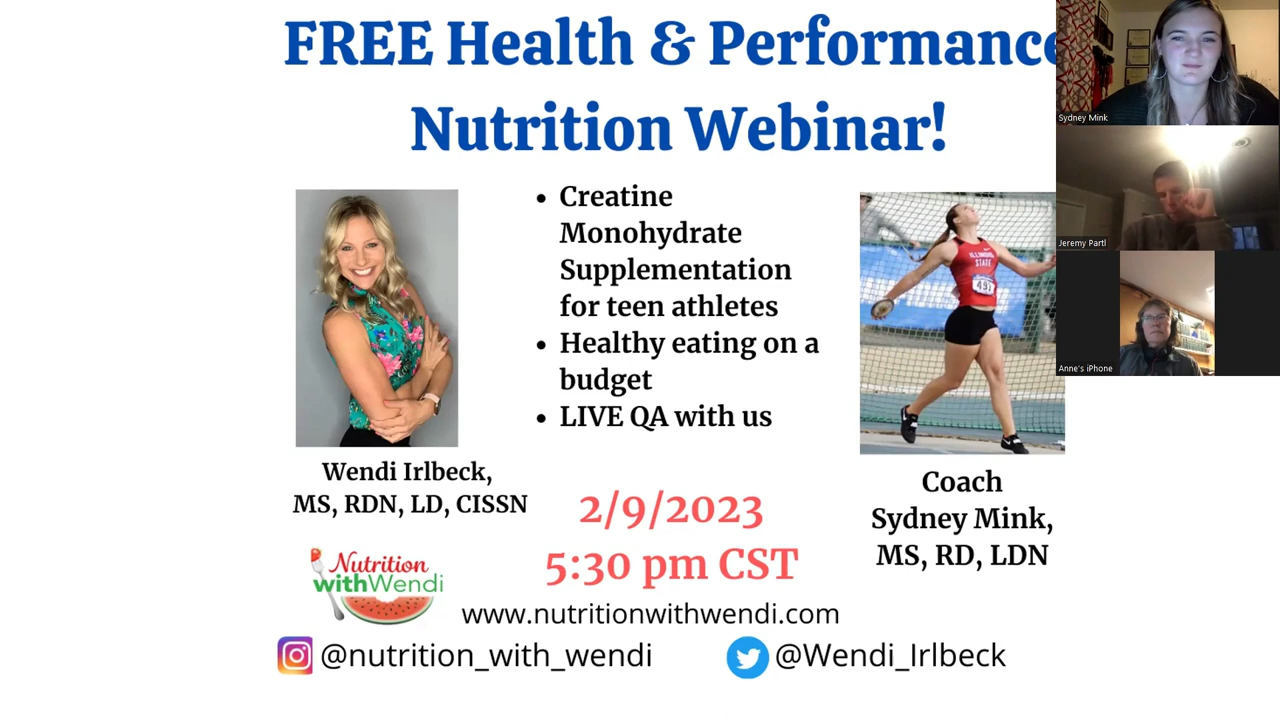 FREE Health & Performance
Nutrition Webinar!
Creatine
Monohydrate
Supplementation
for teen athletes
Healthy eating on a
budget
LIVE QA with us
ILLINOIS
STATE
Wendi Irlbeck,
MS, RDN, LD, CISSN
Coach
Sydney Mink,
MS, RD, LDN
2/9/2023
5:30 pm CST
Nutrition
withWendi
www.nutritionwithwendi.com
@nutrition_with_wendi
@Wendi_Irlbeck
Sydney Mink
Jeremy Partl
Anne's iPhone